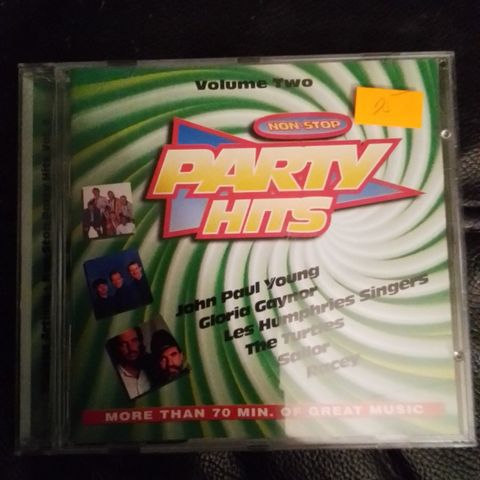 Volume Two
NON-STOP
PARTY
HITS
John Paul Young
Gloria Gaynor
Les Humphries Singers
The Turtles
Sailor
Racey
MORE THAN 70 MIN. OF GREAT MUSIC